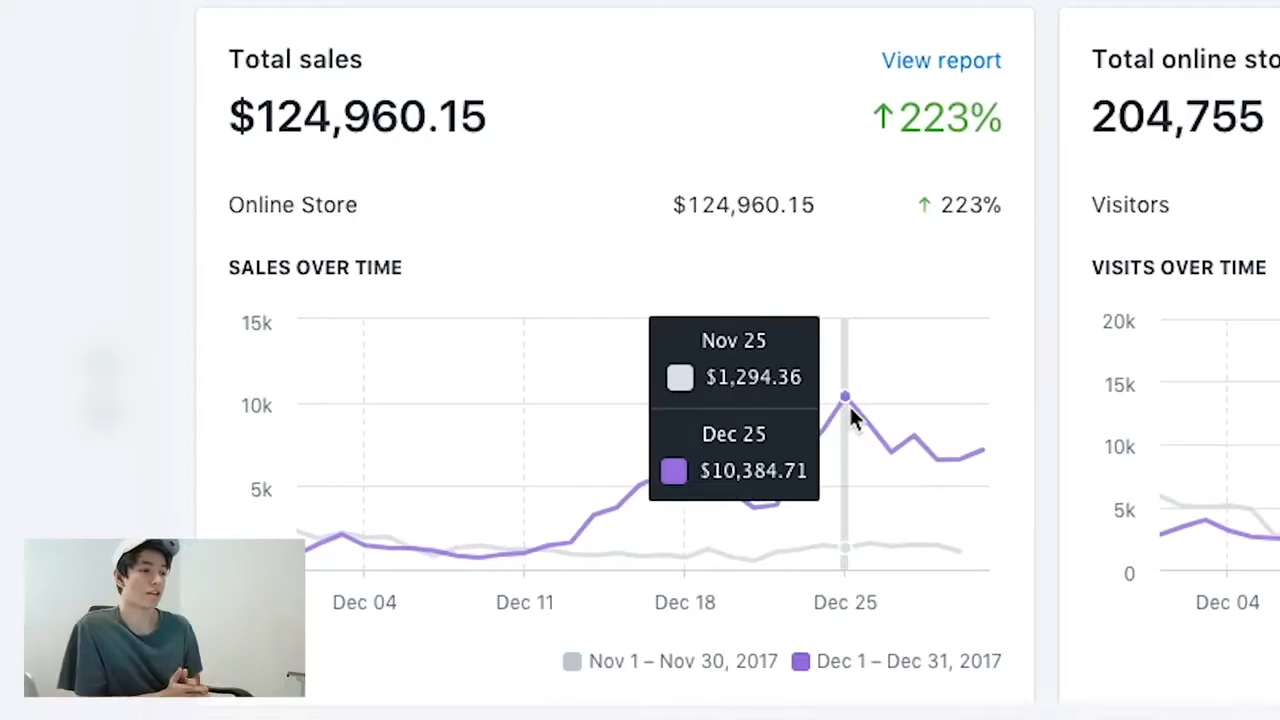 Total sales
View report
$124,960.15
↑223%
Online Store
$124,960.15
↑ 223%
SALES OVER TIME
15k
10k
5k
Nov 25
$1,294.36
Dec 25
$10,384.71
Dec 04
Dec 11
Dec 18
Dec 25
Nov 1 – Nov 30, 2017
Dec 1 – Dec 31, 2017
Total online sto
204,755
Visitors
VISITS OVER TIME
20k
15k
10k
5k
0
Dec 04